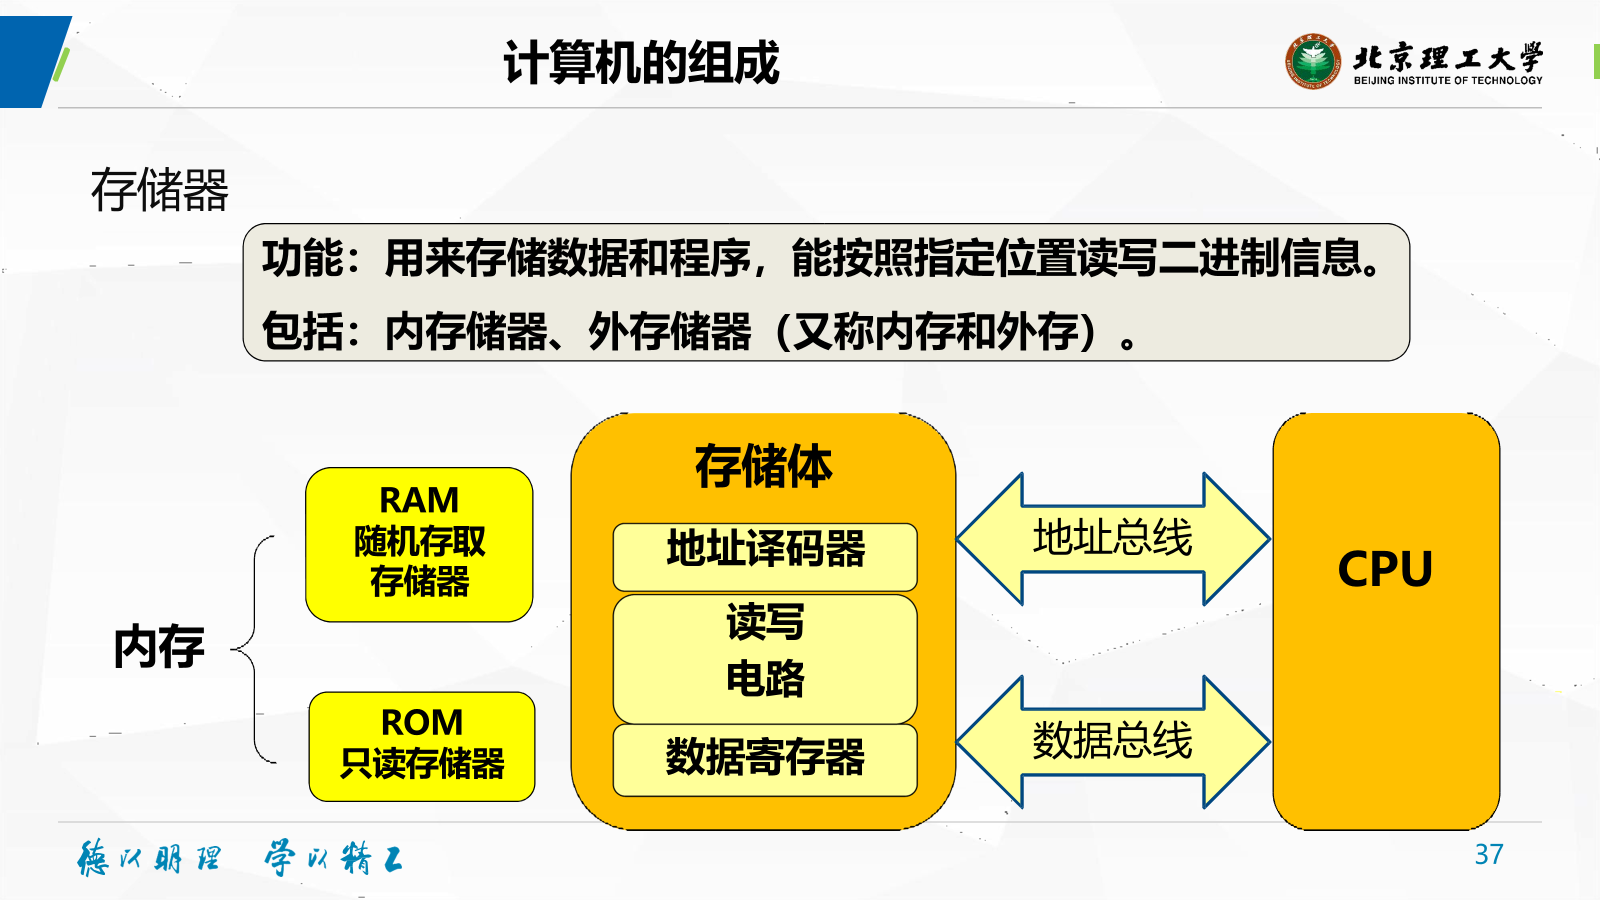 计算机的组成
北京理工大学
BEIJING INSTITUTE OF TECHNOLOGY
存储器
功能：用来存储数据和程序，能按照指定位置读写二进制信息。
包括：内存储器、外存储器（又称内存和外存）。
内存
RAM
随机存取
存储器
ROM
只读存储器
存储体
地址译码器
读写
电路
数据寄存器
地址总线
数据总线
CPU
德以明理 学以精工
37